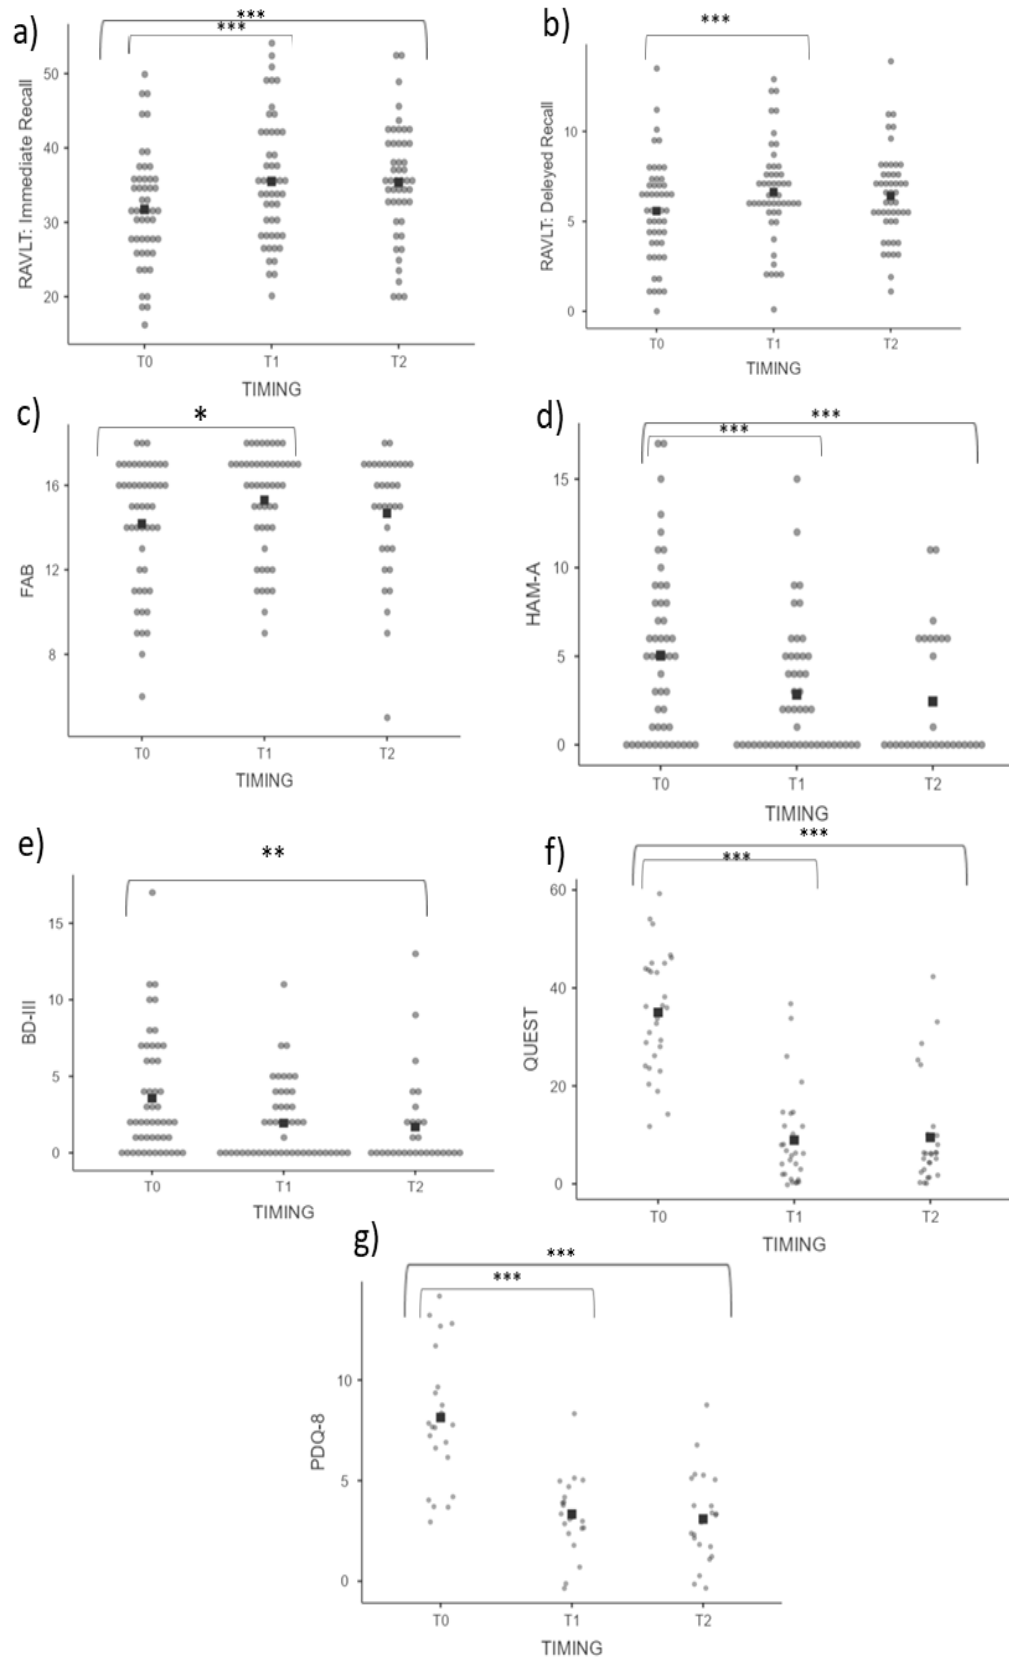 a)
***
***
RAVLT: Immediate Recall
50
40
30
20
T0 T1 T2
TIMING
b)
***
RAVLT: Deleyed Recall
10
5
0
T0 T1 T2
TIMING
c)
*
FAB
16
12
8
T0 T1 T2
TIMING
d)
***
***
HAM-A
15
10
5
0
T0 T1 T2
TIMING
e)
**
BD-III
15
10
5
0
T0 T1 T2
TIMING
f)
***
***
QUEST
60
40
20
0
T0 T1 T2
TIMING
g)
***
***
PDQ-8
10
5
0
T0 T1 T2
TIMING